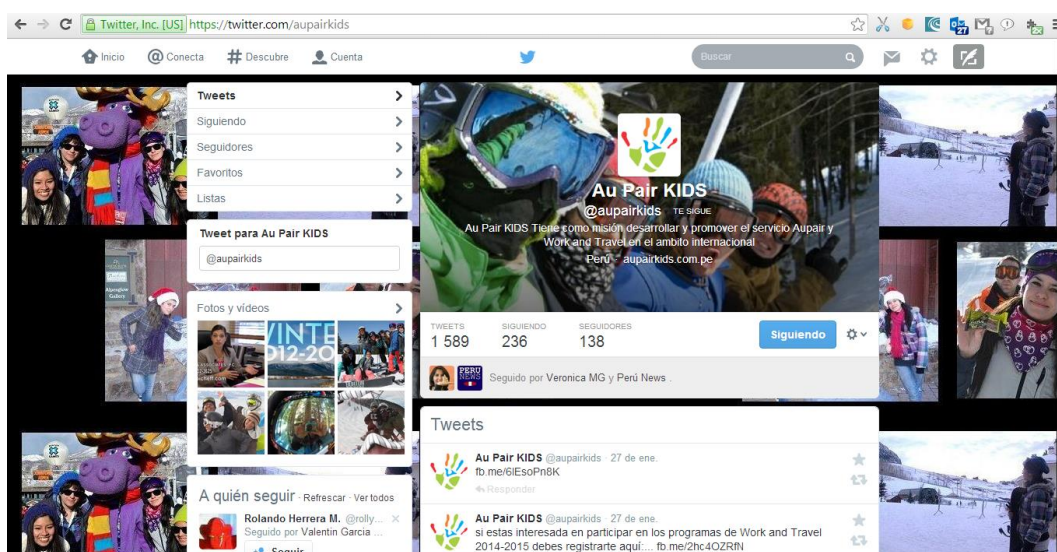 Twitter, Inc. [US] https://twitter.com/aupairkids
27
23
Inicio
Conecta
Descubre
Cuenta
Buscar
Tweets
Siguiendo
Seguidores
Favoritos
Listas
Tweet para Au Pair KIDS
@aupairkids
Fotos y vídeos
Au Pair KIDS
@aupairkids TE SIGUE
Au Pair KIDS Tiene como misión desarrollar y promover el servicio Aupair y
Work and Travel en el ambito internacional
Perú · aupairkids.com.pe
TWEETS SIGUIENDO SEGUIDORES
1 589 236 138
Siguiendo
PERU
NEWS
Seguido por Veronica MG y Perú News .
Tweets
Au Pair KIDS @aupairkids · 27 de ene.
fb.me/6lEsoPn8K
Responder
Au Pair KIDS @aupairkids · 27 de ene.
si estas interesada en participar en los programas de Work and Travel
2014-2015 debes registrarte aquí:... fb.me/2hc4OZRfN
A quién seguir · Refrescar · Ver todos
Rolando Herrera M. @rolly...
Seguido por Valentin Garcia ...
Seguir